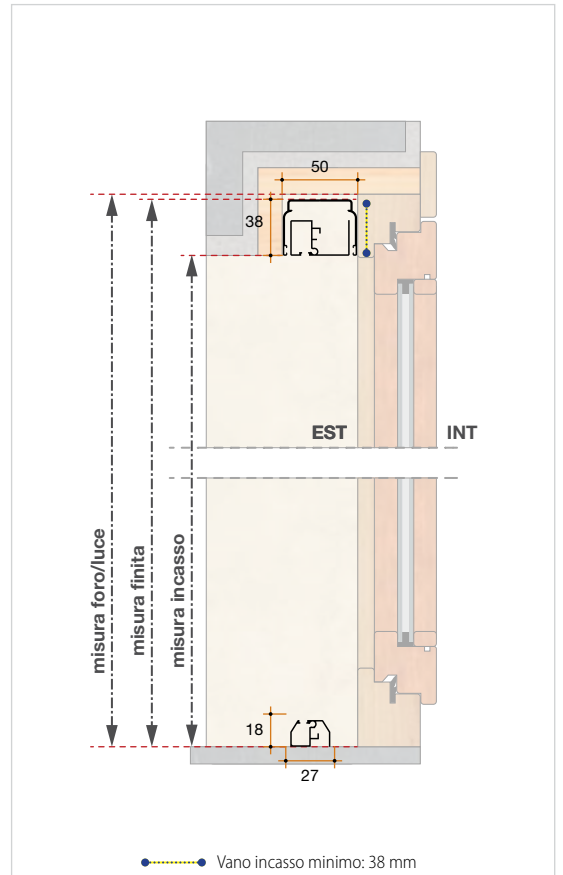 50
38
EST
INT
misura foro/luce
misura finita
misura incasso
18
27
Vano incasso minimo: 38 mm